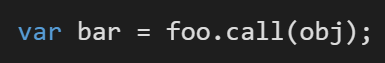 var bar = foo.call(obj);